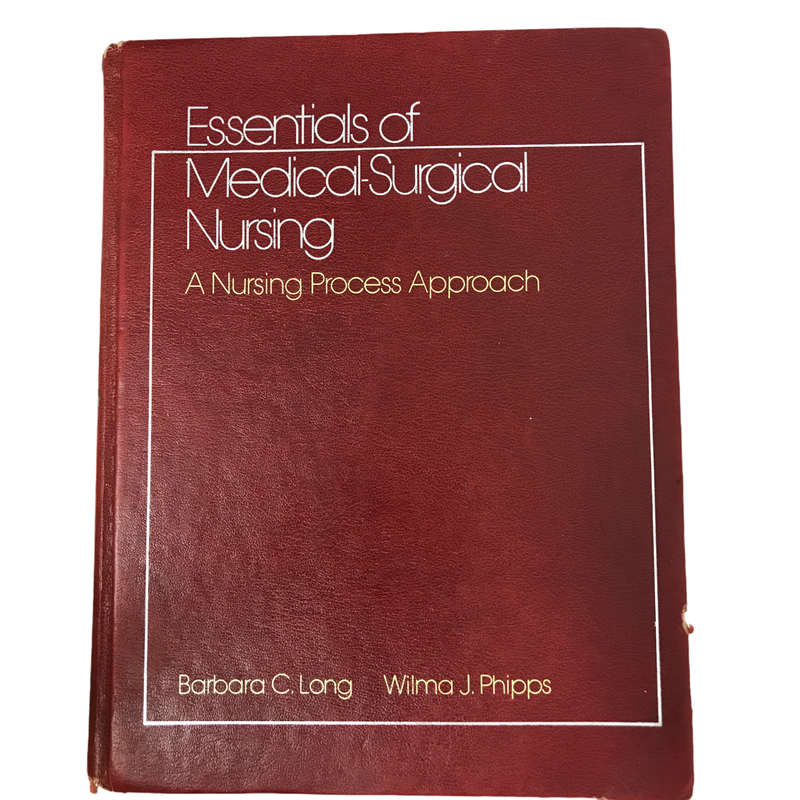 Essentials of
Medical-Surgical
Nursing
A Nursing Process Approach
Barbara C. Long Wilma J. Phipps